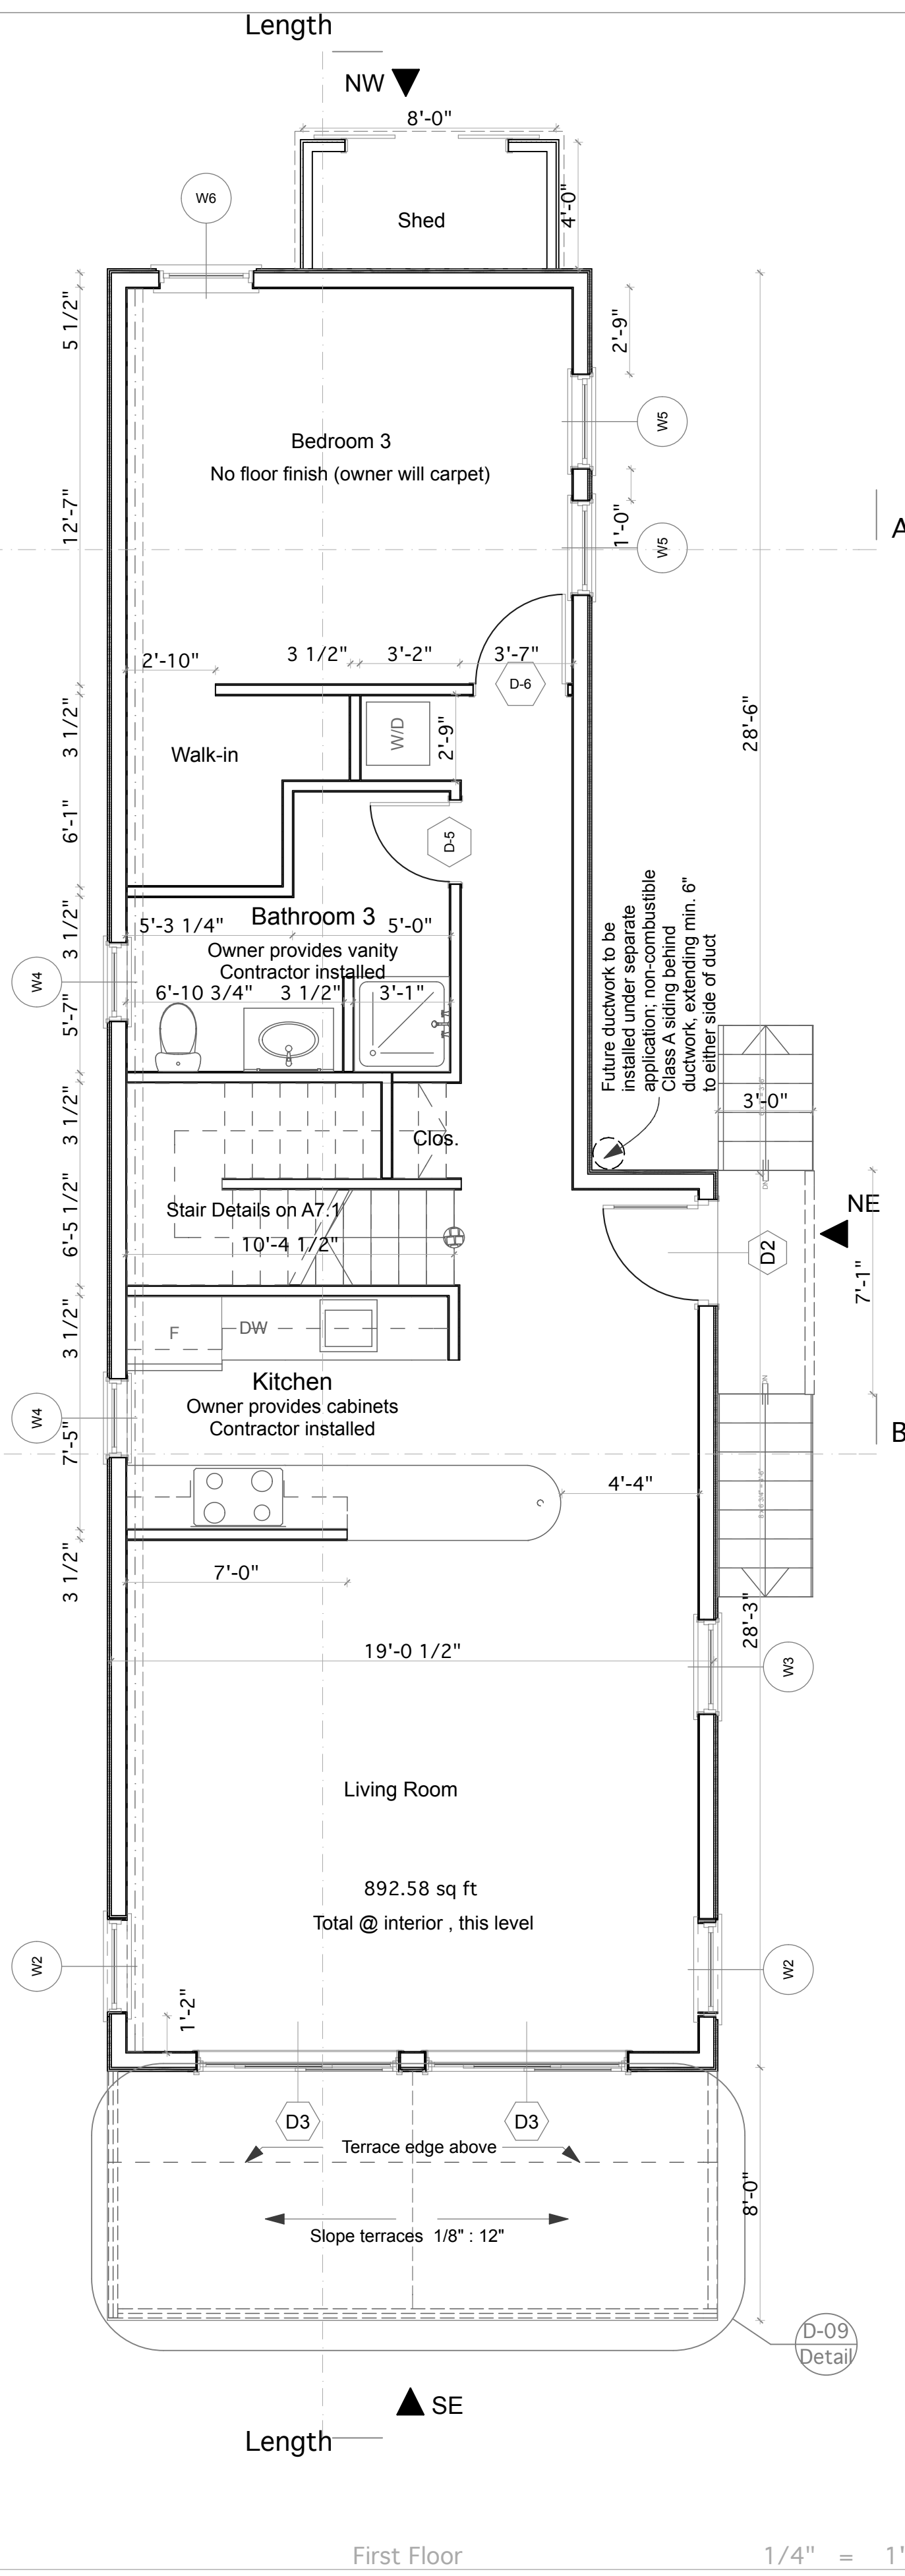 Length
NW
8'-0"
W6
4'-0"
Shed
5 1/2"
2'-9"
W5
Bedroom 3
No floor finish (owner will carpet)
12'-7"
1'-0"
W5
A
2'-10"
3 1/2"
3'-2"
3'-7"
D-6
3 1/2"
Walk-in
W/D
2'-9"
28'-6"
6'-1"
D-5
3 1/2"
5'-3 1/4"
Bathroom 3
5'-0"
Owner provides vanity
Contractor installed
W4
6'-10 3/4"
3 1/2"
3'-1"
5'-7"
Future ductwork to be
installed under separate
application; non-combustible
Class A siding behind
ductwork, extending min. 6"
to either side of duct
3'-0"
3 1/2"
Clos.
DN
NE
Stair Details on A7.1
6'-5 1/2"
10'-4 1/2"
D2
7'-1"
3 1/2"
F
DW
Kitchen
Owner provides cabinets
Contractor installed
DN
W4
7'-5"
B
4'-4"
3 1/2"
7'-0"
28'-3"
19'-0 1/2"
W3
Living Room
892.58 sq ft
Total @ interior , this level
W2
W2
1'-2"
D3
D3
Terrace edge above
8'-0"
Slope terraces 1/8" : 12"
D-09
Detail
SE
Length
First Floor
1/4" = 1'